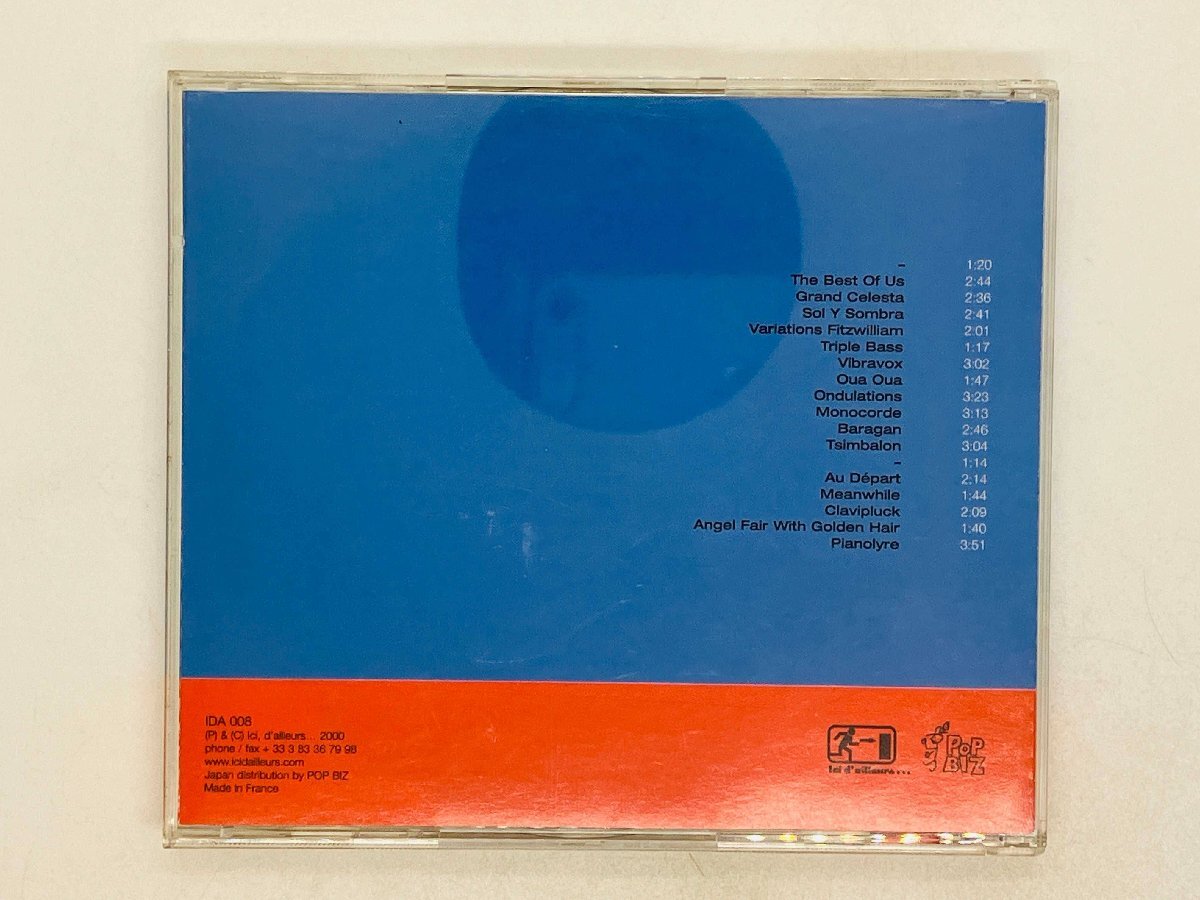 – 1:20
The Best Of Us 2:44
Grand Celesta 2:36
Sol Y Sombra 2:41
Variations Fitzwilliam 2:01
Triple Bass 1:17
Vibravox 3:02
Oua Oua 1:47
Ondulations 3:23
Monocorde 3:13
Baragan 2:46
Tsimbalon 3:04
– 1:14
Au Départ 2:14
Meanwhile 1:44
Clavipluck 2:09
Angel Fair With Golden Hair 1:40
Pianolyre 3:51
IDA 008
(P) & (C) ici, d'ailleurs... 2000
phone / fax + 33 3 83 36 79 98
www.icidailleurs.com
Japan distribution by POP BIZ
Made in France
Ici d'ailleurs...
POP
BIZ